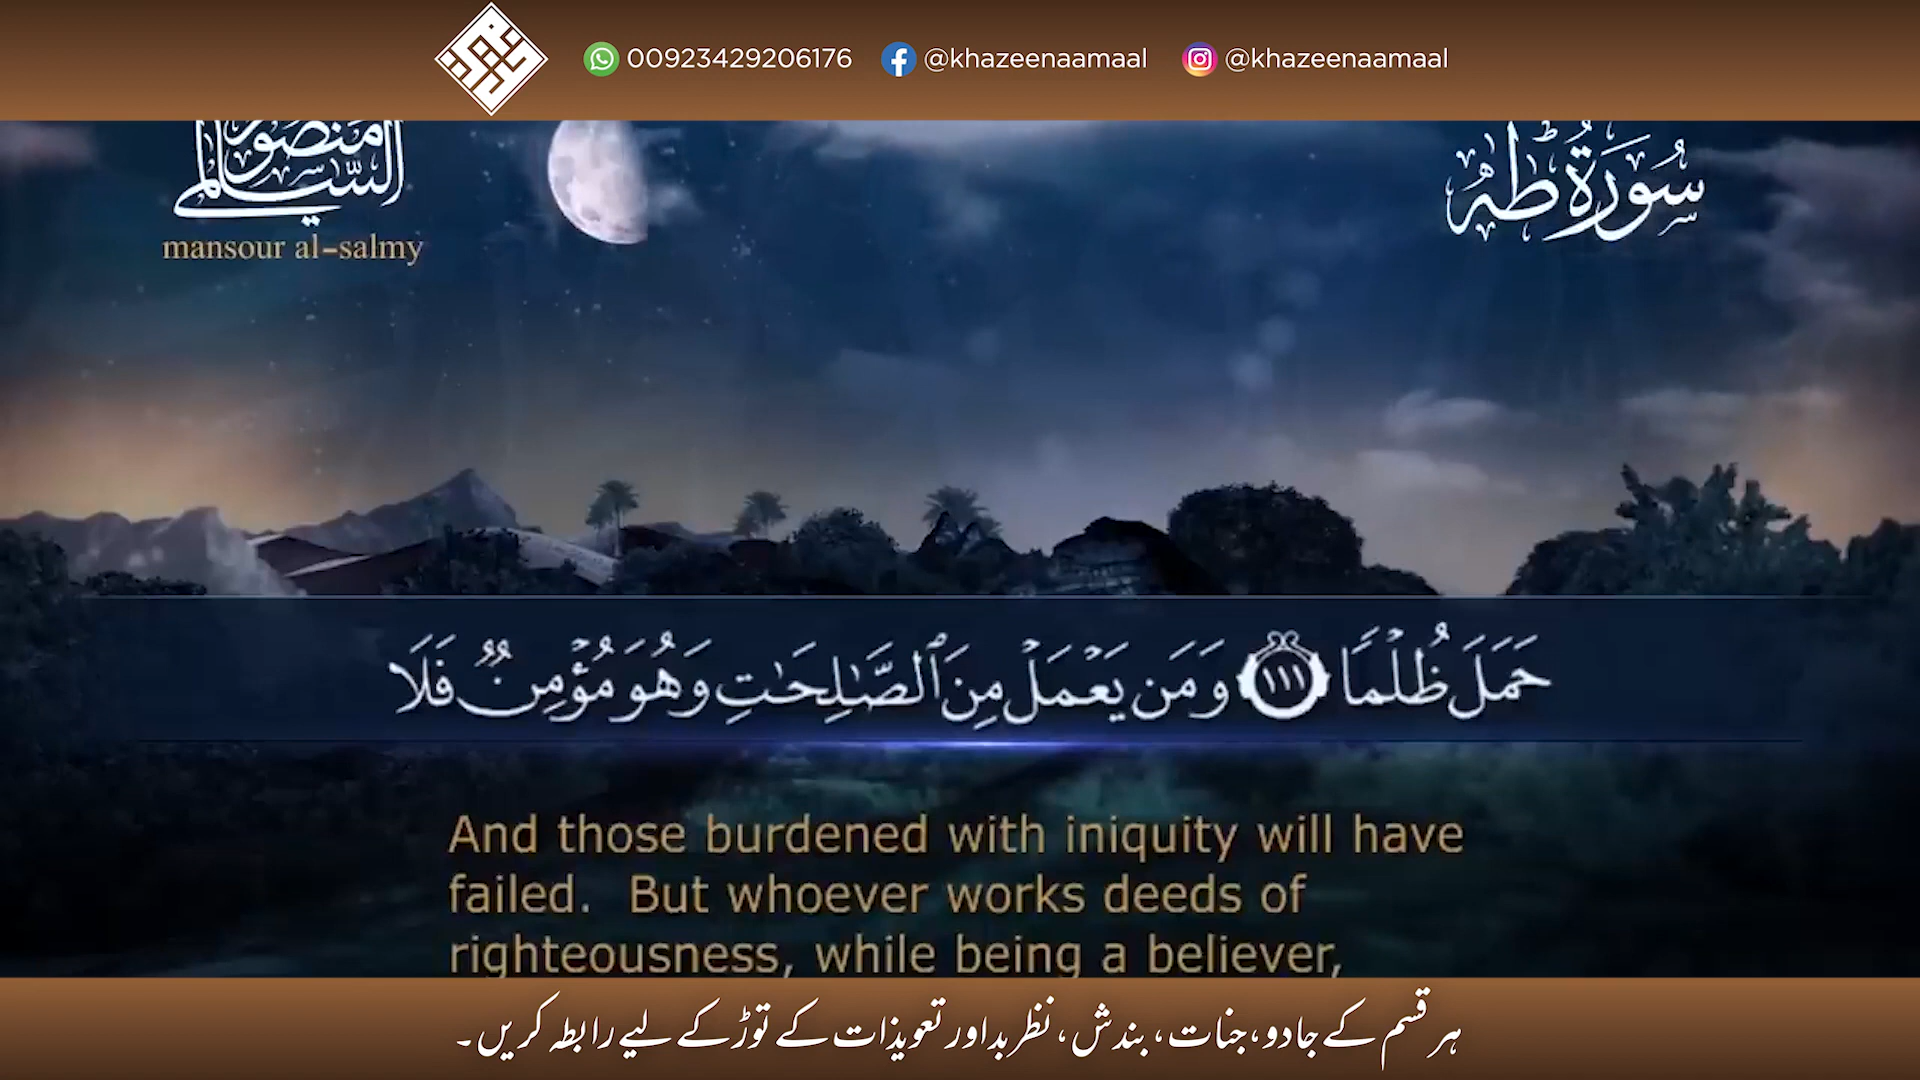 00923429206176 @khazeenaamaal @khazeenaamaal
منصور
السالمي
mansour al-salmy
سُورَةُ طه
حَمَلَ ظُلْمًا ١١١ وَمَن يَعْمَلْ مِنَ ٱلصَّـٰلِحَـٰتِ وَهُوَ مُؤْمِنٌ فَلَا
And those burdened with iniquity will have
failed. But whoever works deeds of
righteousness, while being a believer,
ہر قسم کے جادو، جنات، بندش، نظر بد اور تعویذات کے توڑ کے لیے رابطہ کریں۔